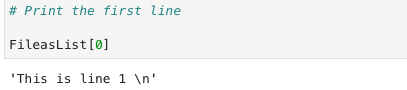 # Print the first line
FileasList[0]
'This is line 1 \n'